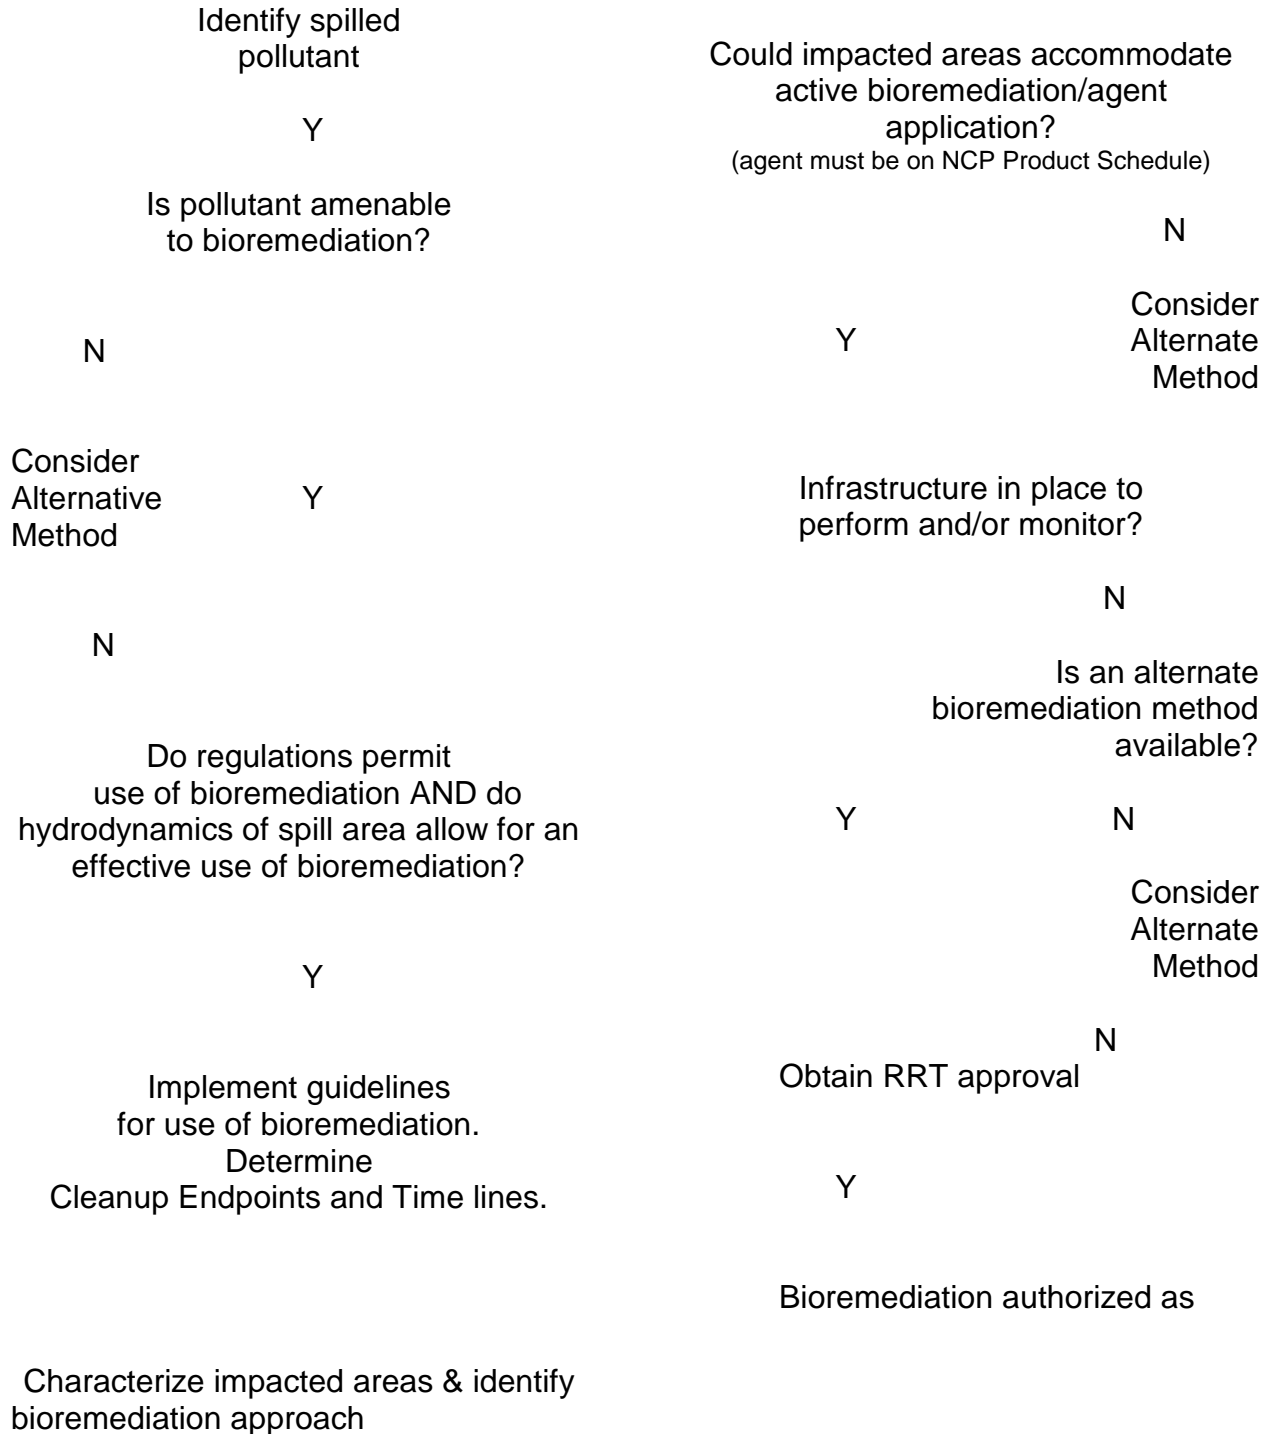 Identify spilled
pollutant
Y
Is pollutant amenable
to bioremediation?
N
Consider
Alternative
Method
Y
N
Do regulations permit
use of bioremediation AND do
hydrodynamics of spill area allow for an
effective use of bioremediation?
Y
Implement guidelines
for use of bioremediation.
Determine
Cleanup Endpoints and Time lines.
Characterize impacted areas & identify
bioremediation approach
Could impacted areas accommodate
active bioremediation/agent
application?
(agent must be on NCP Product Schedule)
N
Consider
Alternate
Method
Y
Infrastructure in place to
perform and/or monitor?
N
Is an alternate
bioremediation method
available?
Y
N
Consider
Alternate
Method
N
Obtain RRT approval
Y
Bioremediation authorized as